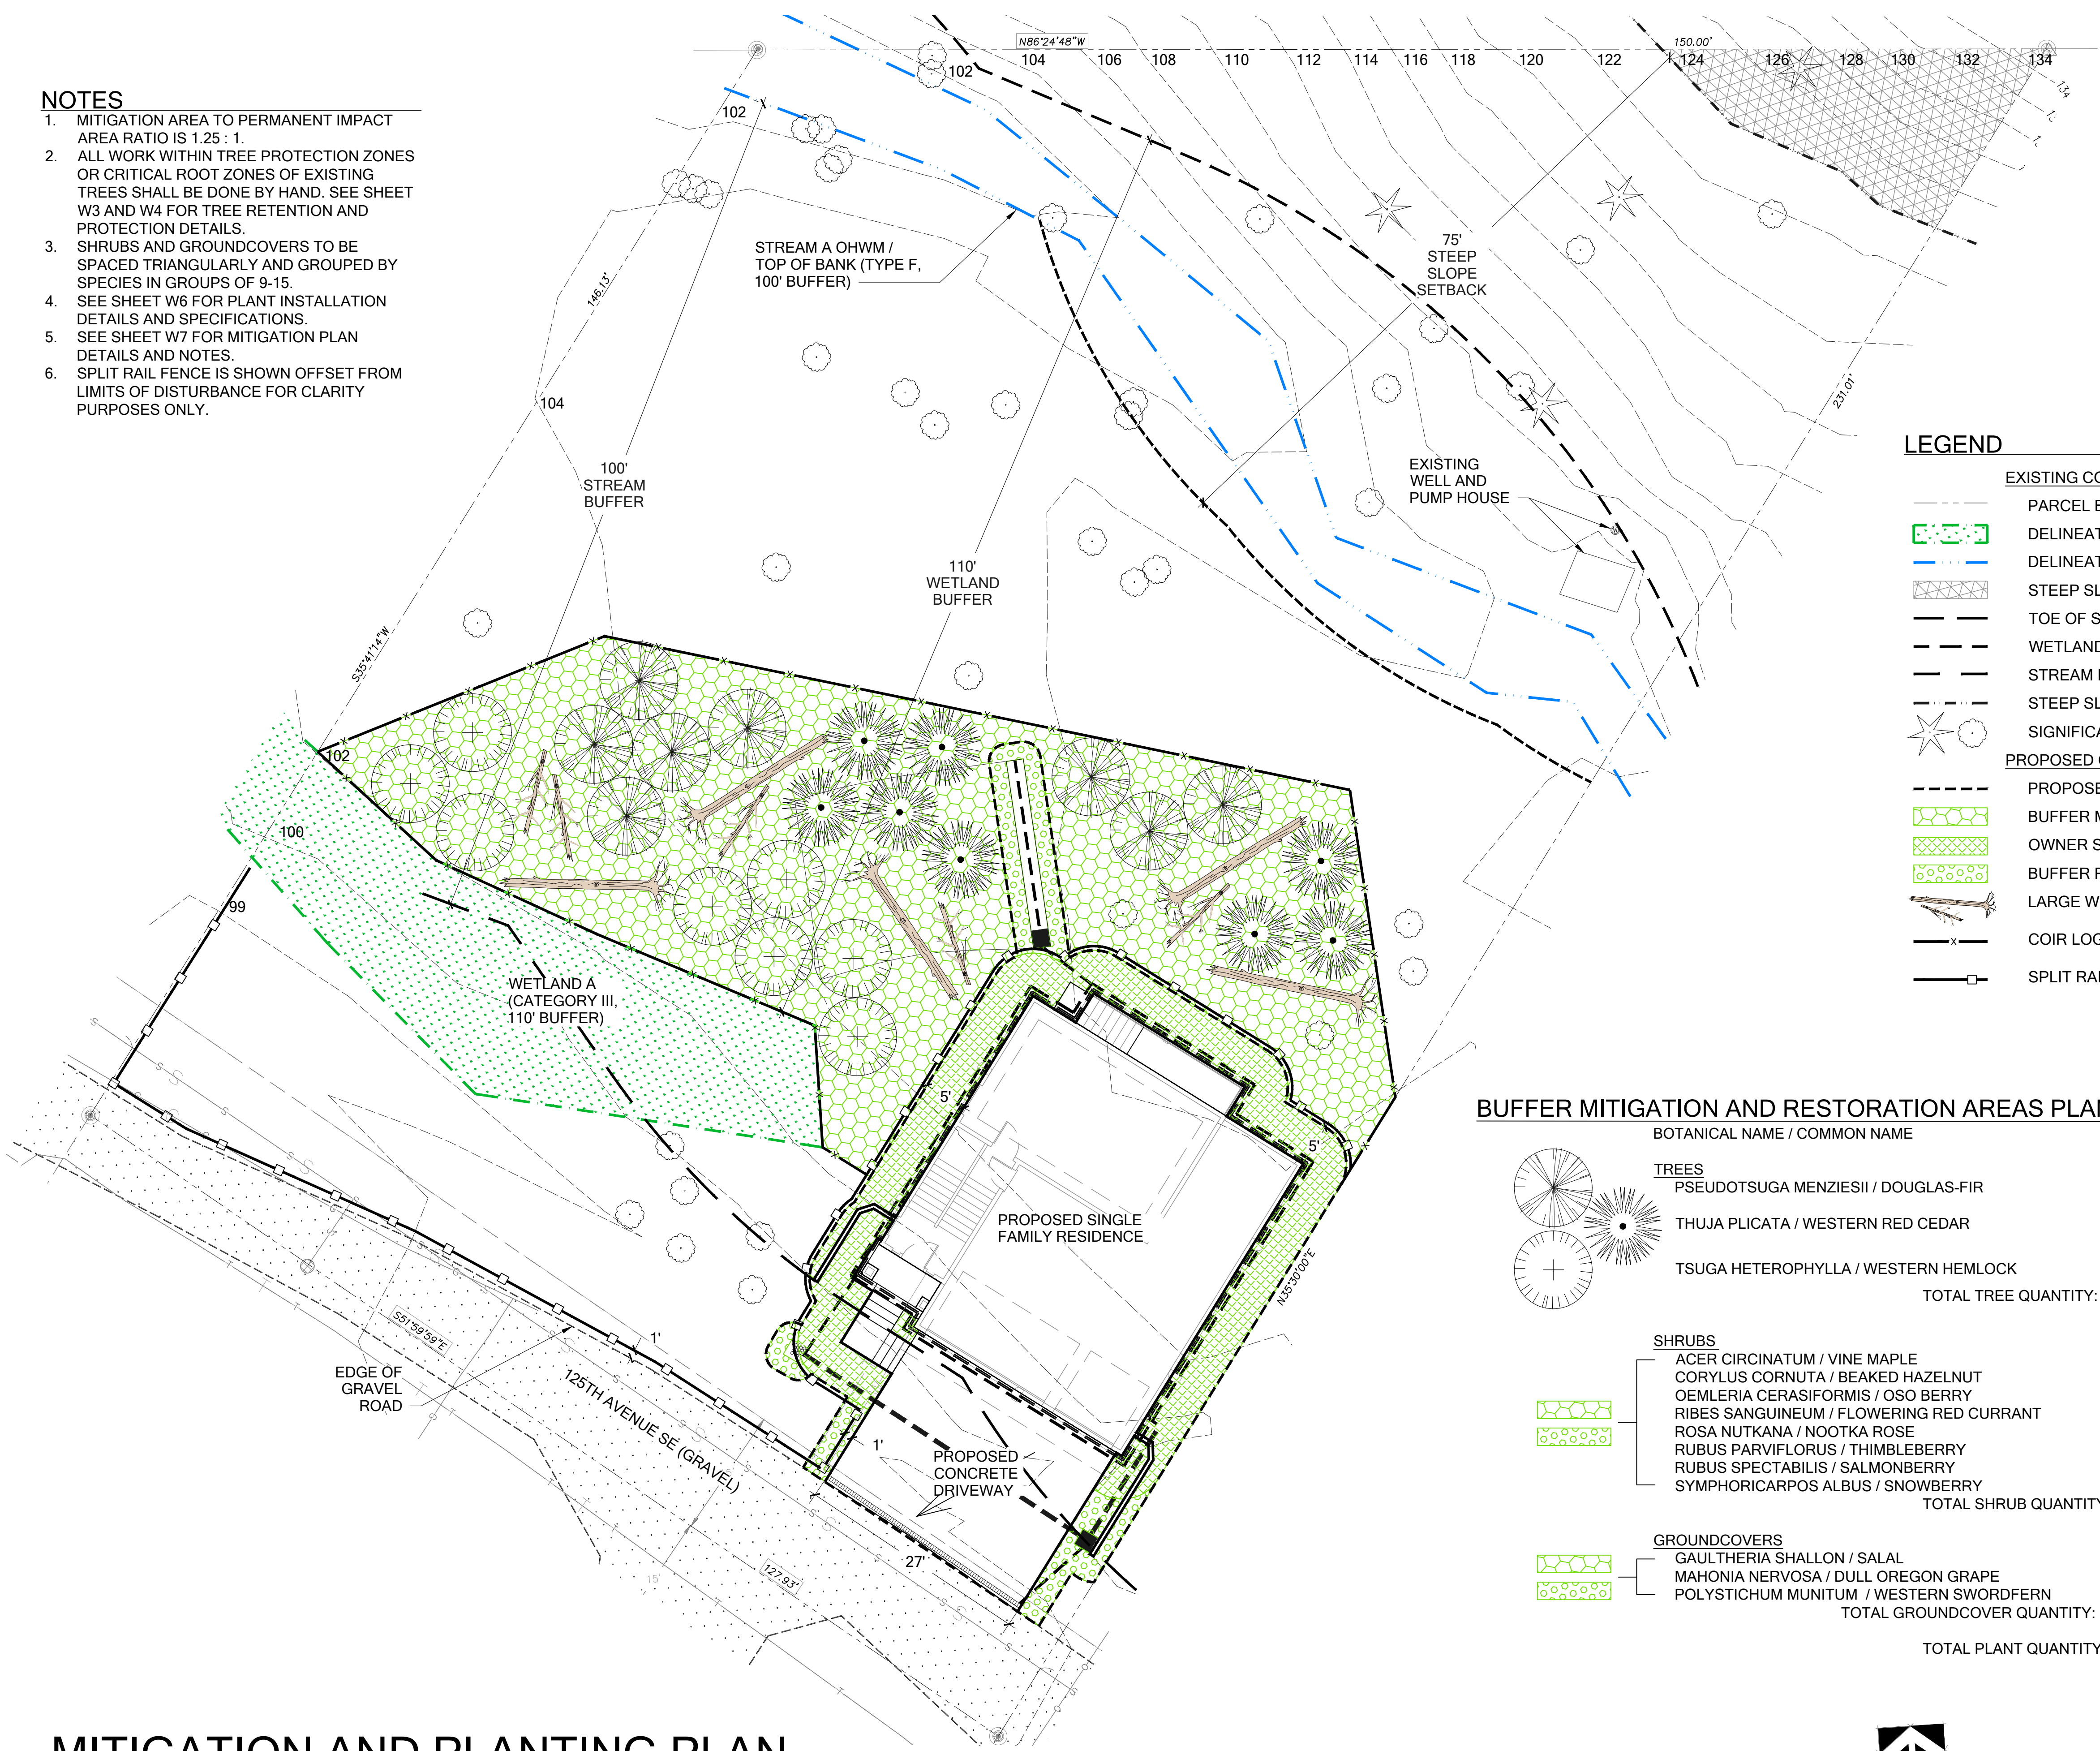 NOTES
1. MITIGATION AREA TO PERMANENT IMPACT
AREA RATIO IS 1.25 : 1.
2. ALL WORK WITHIN TREE PROTECTION ZONES
OR CRITICAL ROOT ZONES OF EXISTING
TREES SHALL BE DONE BY HAND. SEE SHEET
W3 AND W4 FOR TREE RETENTION AND
PROTECTION DETAILS.
3. SHRUBS AND GROUNDCOVERS TO BE
SPACED TRIANGULARLY AND GROUPED BY
SPECIES IN GROUPS OF 9-15.
4. SEE SHEET W6 FOR PLANT INSTALLATION
DETAILS AND SPECIFICATIONS.
5. SEE SHEET W7 FOR MITIGATION PLAN
DETAILS AND NOTES.
6. SPLIT RAIL FENCE IS SHOWN OFFSET FROM
LIMITS OF DISTURBANCE FOR CLARITY
PURPOSES ONLY.
N86°24'48"W
150.00'
102
104
106
108
110
112
114
116
118
120
122
124
126
128
130
132
134
134
102
146.13'
STREAM A OHWM /
TOP OF BANK (TYPE F,
100' BUFFER)
75'
STEEP
SLOPE
SETBACK
231.01'
104
100'
STREAM
BUFFER
110'
WETLAND
BUFFER
EXISTING
WELL AND
PUMP HOUSE
S35°41'14"W
102
100
99
WETLAND A
(CATEGORY III,
110' BUFFER)
5'
5'
PROPOSED SINGLE
FAMILY RESIDENCE
N35°30'00"E
S51°59'59"E
1'
EDGE OF
GRAVEL
ROAD
125TH AVENUE SE (GRAVEL)
1'
PROPOSED
CONCRETE
DRIVEWAY
27'
127.93'
15'
LEGEND
EXISTING CO
PARCEL B
DELINEAT
DELINEAT
STEEP SL
TOE OF S
WETLAND
STREAM
STEEP SL
SIGNIFICA
PROPOSED
PROPOSE
BUFFER M
OWNER S
BUFFER
LARGE W
COIR LOG
SPLIT RAI
BUFFER MITIGATION AND RESTORATION AREAS PLAN
BOTANICAL NAME / COMMON NAME
TREES
PSEUDOTSUGA MENZIESII / DOUGLAS-FIR
THUJA PLICATA / WESTERN RED CEDAR
TSUGA HETEROPHYLLA / WESTERN HEMLOCK
TOTAL TREE QUANTITY:
SHRUBS
ACER CIRCINATUM / VINE MAPLE
CORYLUS CORNUTA / BEAKED HAZELNUT
OEMLERIA CERASIFORMIS / OSO BERRY
RIBES SANGUINEUM / FLOWERING RED CURRANT
ROSA NUTKANA / NOOTKA ROSE
RUBUS PARVIFLORUS / THIMBLEBERRY
RUBUS SPECTABILIS / SALMONBERRY
SYMPHORICARPOS ALBUS / SNOWBERRY
TOTAL SHRUB QUANTITY
GROUNDCOVERS
GAULTHERIA SHALLON / SALAL
MAHONIA NERVOSA / DULL OREGON GRAPE
POLYSTICHUM MUNITUM / WESTERN SWORDFERN
TOTAL GROUNDCOVER QUANTITY:
TOTAL PLANT QUANTITY
MITIGATION AND PLANTING PLAN